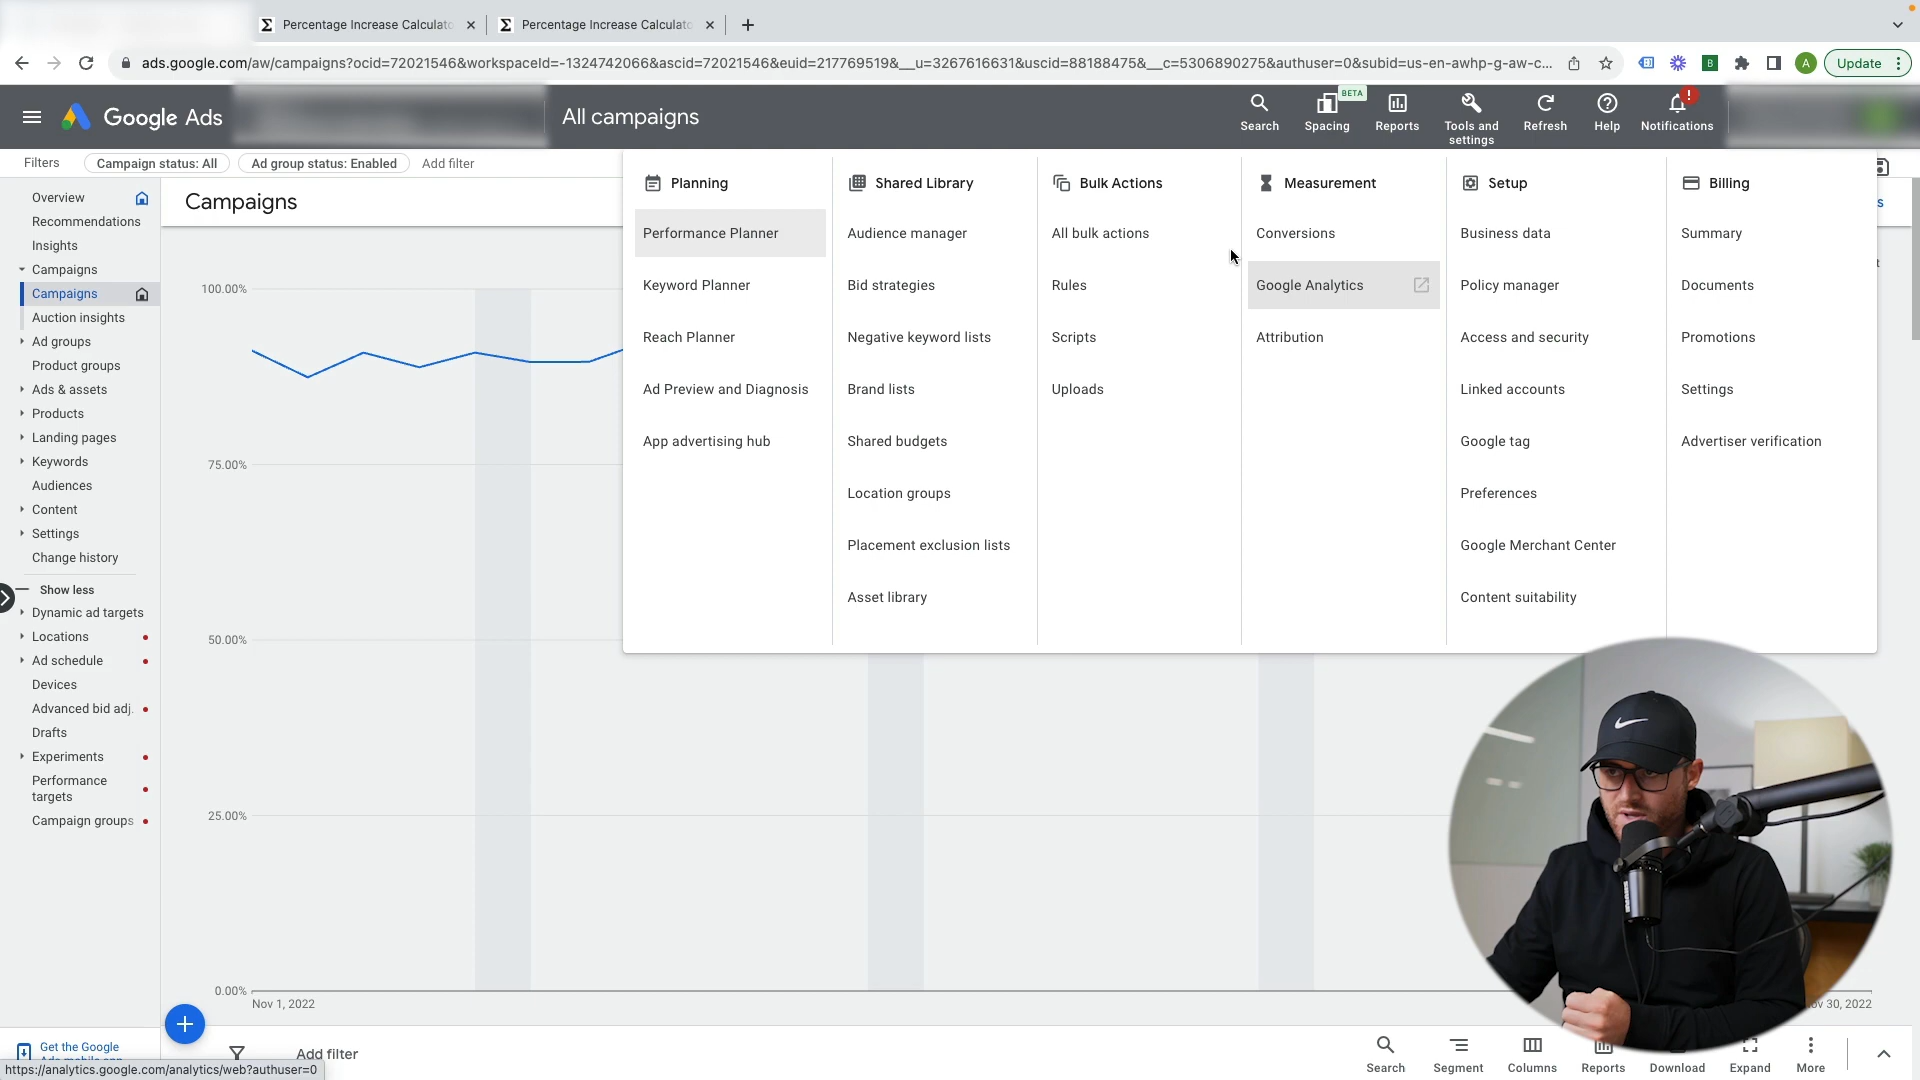 Percentage Increase Calculato
Percentage Increase Calculato
ads.google.com/aw/campaigns?ocid=72021546&workspaceId=-1324742066&ascid=72021546&euid=217769519&__u=3267616631&uscid=88188475&__c=5306890275&authuser=0&subid=us-en-awhp-g-aw-c...
B
A
Update
Google Ads
All campaigns
Search
BETA
Spacing
Reports
Tools and
settings
Refresh
Help
!
Notifications
Filters
Campaign status: All
Ad group status: Enabled
Add filter
Overview
Recommendations
Insights
Campaigns
Campaigns
Auction insights
Ad groups
Product groups
Ads & assets
Products
Landing pages
Keywords
Audiences
Content
Settings
Change history
Show less
Dynamic ad targets
Locations
Ad schedule
Devices
Advanced bid adj.
Drafts
Experiments
Performance
targets
Campaign groups
Get the Google
Campaigns
100.00%
75.00%
50.00%
25.00%
0.00%
Nov 1, 2022
ov 30, 2022
Planning
Performance Planner
Keyword Planner
Reach Planner
Ad Preview and Diagnosis
App advertising hub
Shared Library
Audience manager
Bid strategies
Negative keyword lists
Brand lists
Shared budgets
Location groups
Placement exclusion lists
Asset library
Bulk Actions
All bulk actions
Rules
Scripts
Uploads
Measurement
Conversions
Google Analytics
Attribution
Setup
Business data
Policy manager
Access and security
Linked accounts
Google tag
Preferences
Google Merchant Center
Content suitability
Billing
Summary
Documents
Promotions
Settings
Advertiser verification
Add filter
Search
Segment
Columns
Reports
Download
Expand
More
https://analytics.google.com/analytics/web?authuser=0